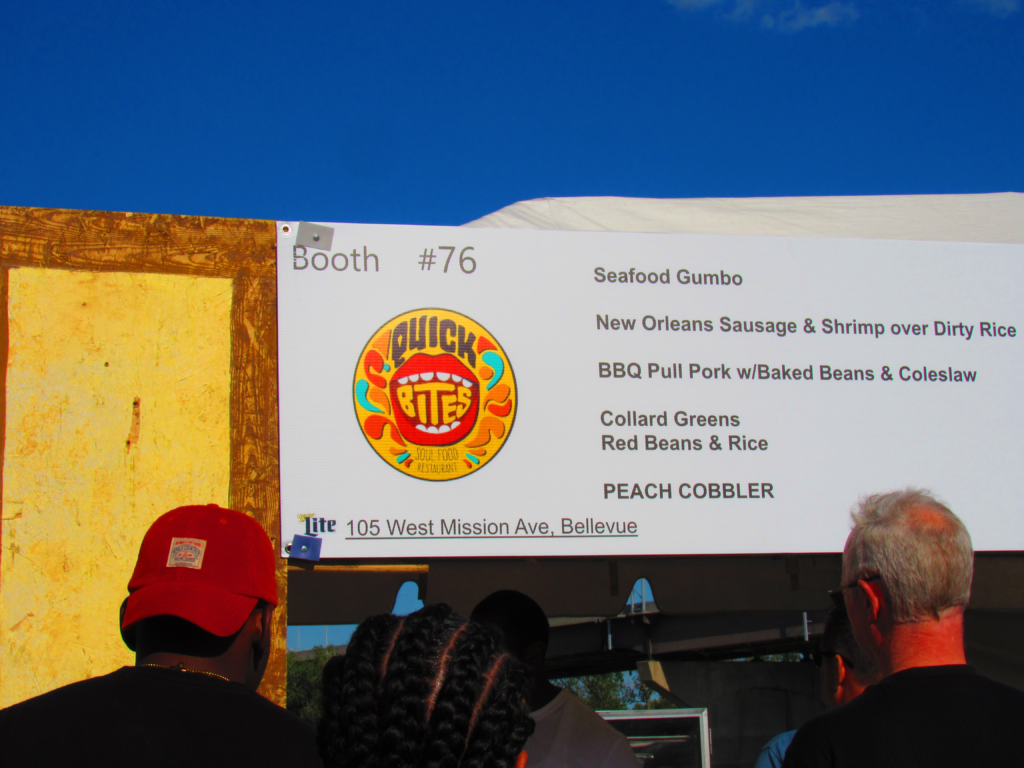 Booth #76
QUICK
BITES
SOUL FOOD
RESTAURANT
Lite 105 West Mission Ave, Bellevue
Seafood Gumbo
New Orleans Sausage & Shrimp over Dirty Rice
BBQ Pull Pork w/Baked Beans & Coleslaw
Collard Greens
Red Beans & Rice
PEACH COBBLER